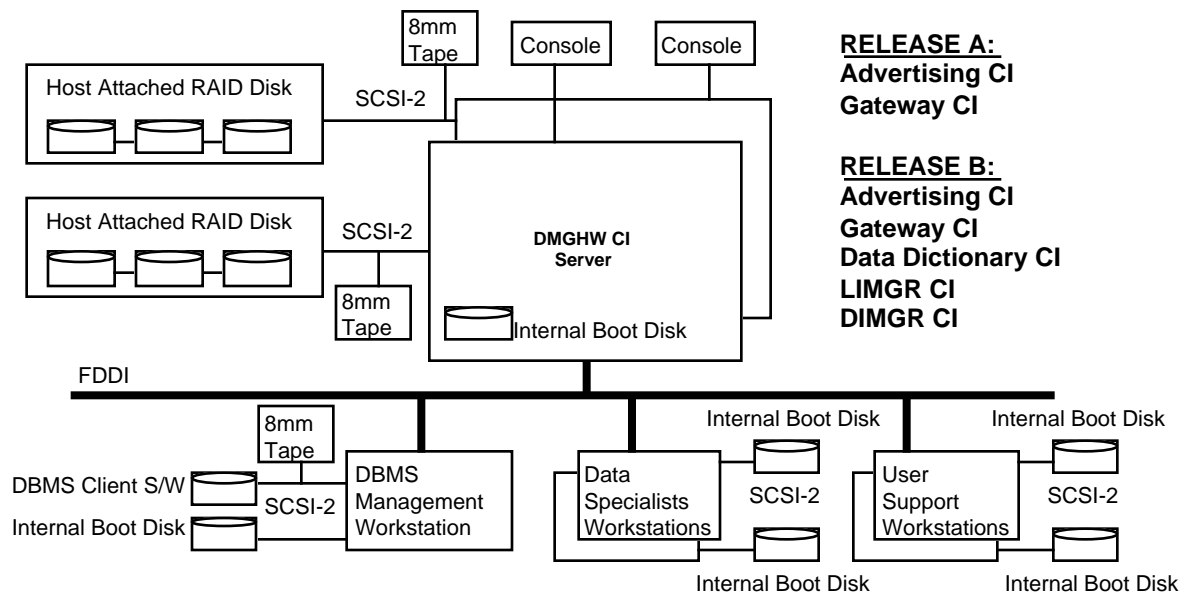 8mm
Tape
Console
Console
Host Attached RAID Disk
SCSI-2
Host Attached RAID Disk
SCSI-2
8mm
Tape
DMGHW CI
Server
Internal Boot Disk
RELEASE A:
Advertising CI
Gateway CI
RELEASE B:
Advertising CI
Gateway CI
Data Dictionary CI
LIMGR CI
DIMGR CI
FDDI
8mm
Tape
DBMS Client S/W
Internal Boot Disk
SCSI-2
DBMS
Management
Workstation
Internal Boot Disk
Data
Specialists
Workstations
SCSI-2
Internal Boot Disk
Internal Boot Disk
User
Support
Workstations
SCSI-2
Internal Boot Disk